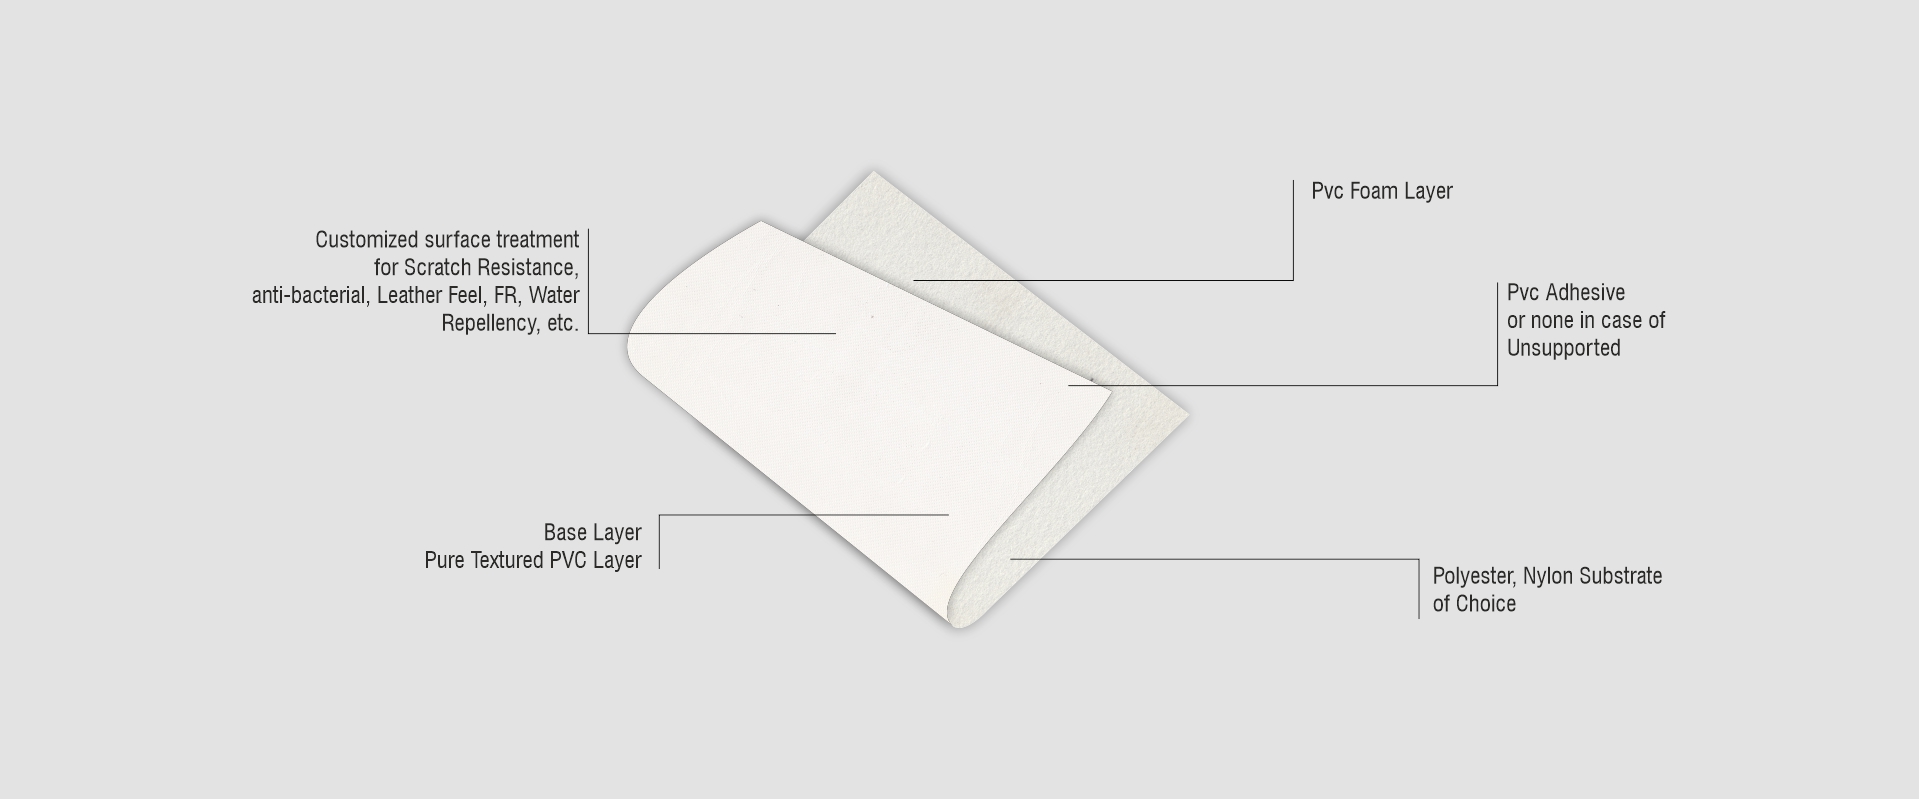 Customized surface treatment
for Scratch Resistance,
anti-bacterial, Leather Feel, FR, Water
Repellency, etc.
Base Layer
Pure Textured PVC Layer
Pvc Foam Layer
Pvc Adhesive
or none in case of
Unsupported
Polyester, Nylon Substrate
of Choice